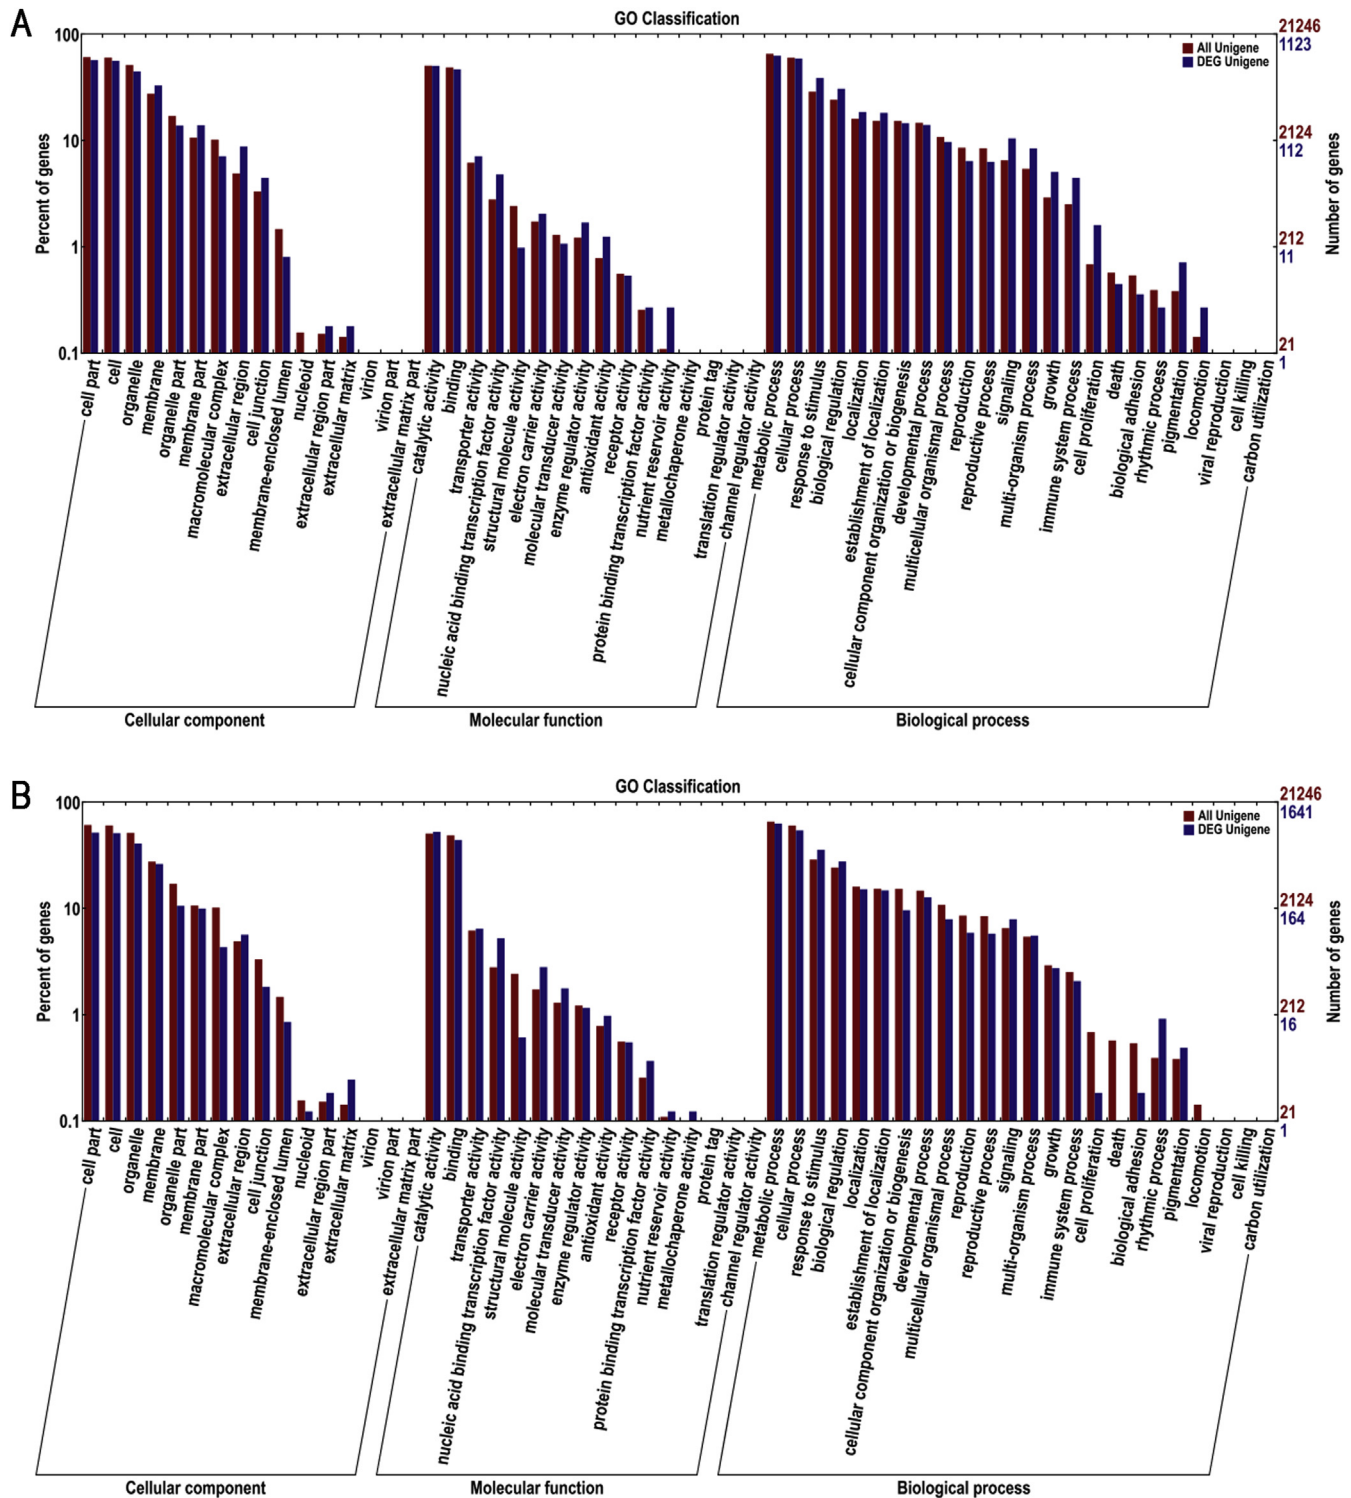 A
GO Classification
100
10
1
0.1
Percent of genes
21246
1123
2124
112
212
11
21
1
Number of genes
All Unigene
DEG Unigene
cell part
cell
organelle
membrane
organelle part
membrane part
macromolecular complex
extracellular region
cell junction
membrane-enclosed lumen
nucleoid
extracellular region part
extracellular matrix
virion
virion part
extracellular matrix part
catalytic activity
binding
transporter activity
nucleic acid binding transcription factor activity
structural molecule activity
electron carrier activity
molecular transducer activity
enzyme regulator activity
antioxidant activity
receptor activity
protein binding transcription factor activity
nutrient reservoir activity
metallochaperone activity
protein tag
translation regulator activity
channel regulator activity
metabolic process
cellular process
response to stimulus
biological regulation
localization
establishment of localization
cellular component organization or biogenesis
developmental process
multicellular organismal process
reproduction
reproductive process
signaling
multi-organism process
growth
immune system process
cell proliferation
death
biological adhesion
rhythmic process
pigmentation
locomotion
viral reproduction
cell killing
carbon utilization
Cellular component
Molecular function
Biological process
B
GO Classification
100
10
1
0.1
Percent of genes
21246
1641
2124
164
212
16
21
1
Number of genes
All Unigene
DEG Unigene
cell part
cell
organelle
membrane
organelle part
membrane part
macromolecular complex
extracellular region
cell junction
membrane-enclosed lumen
nucleoid
extracellular region part
extracellular matrix
virion
virion part
extracellular matrix part
catalytic activity
binding
transporter activity
nucleic acid binding transcription factor activity
structural molecule activity
electron carrier activity
molecular transducer activity
enzyme regulator activity
antioxidant activity
receptor activity
protein binding transcription factor activity
nutrient reservoir activity
metallochaperone activity
protein tag
translation regulator activity
channel regulator activity
metabolic process
cellular process
response to stimulus
biological regulation
localization
establishment of localization
cellular component organization or biogenesis
developmental process
multicellular organismal process
reproduction
reproductive process
signaling
multi-organism process
growth
immune system process
cell proliferation
death
biological adhesion
rhythmic process
pigmentation
locomotion
viral reproduction
cell killing
carbon utilization
Cellular component
Molecular function
Biological process